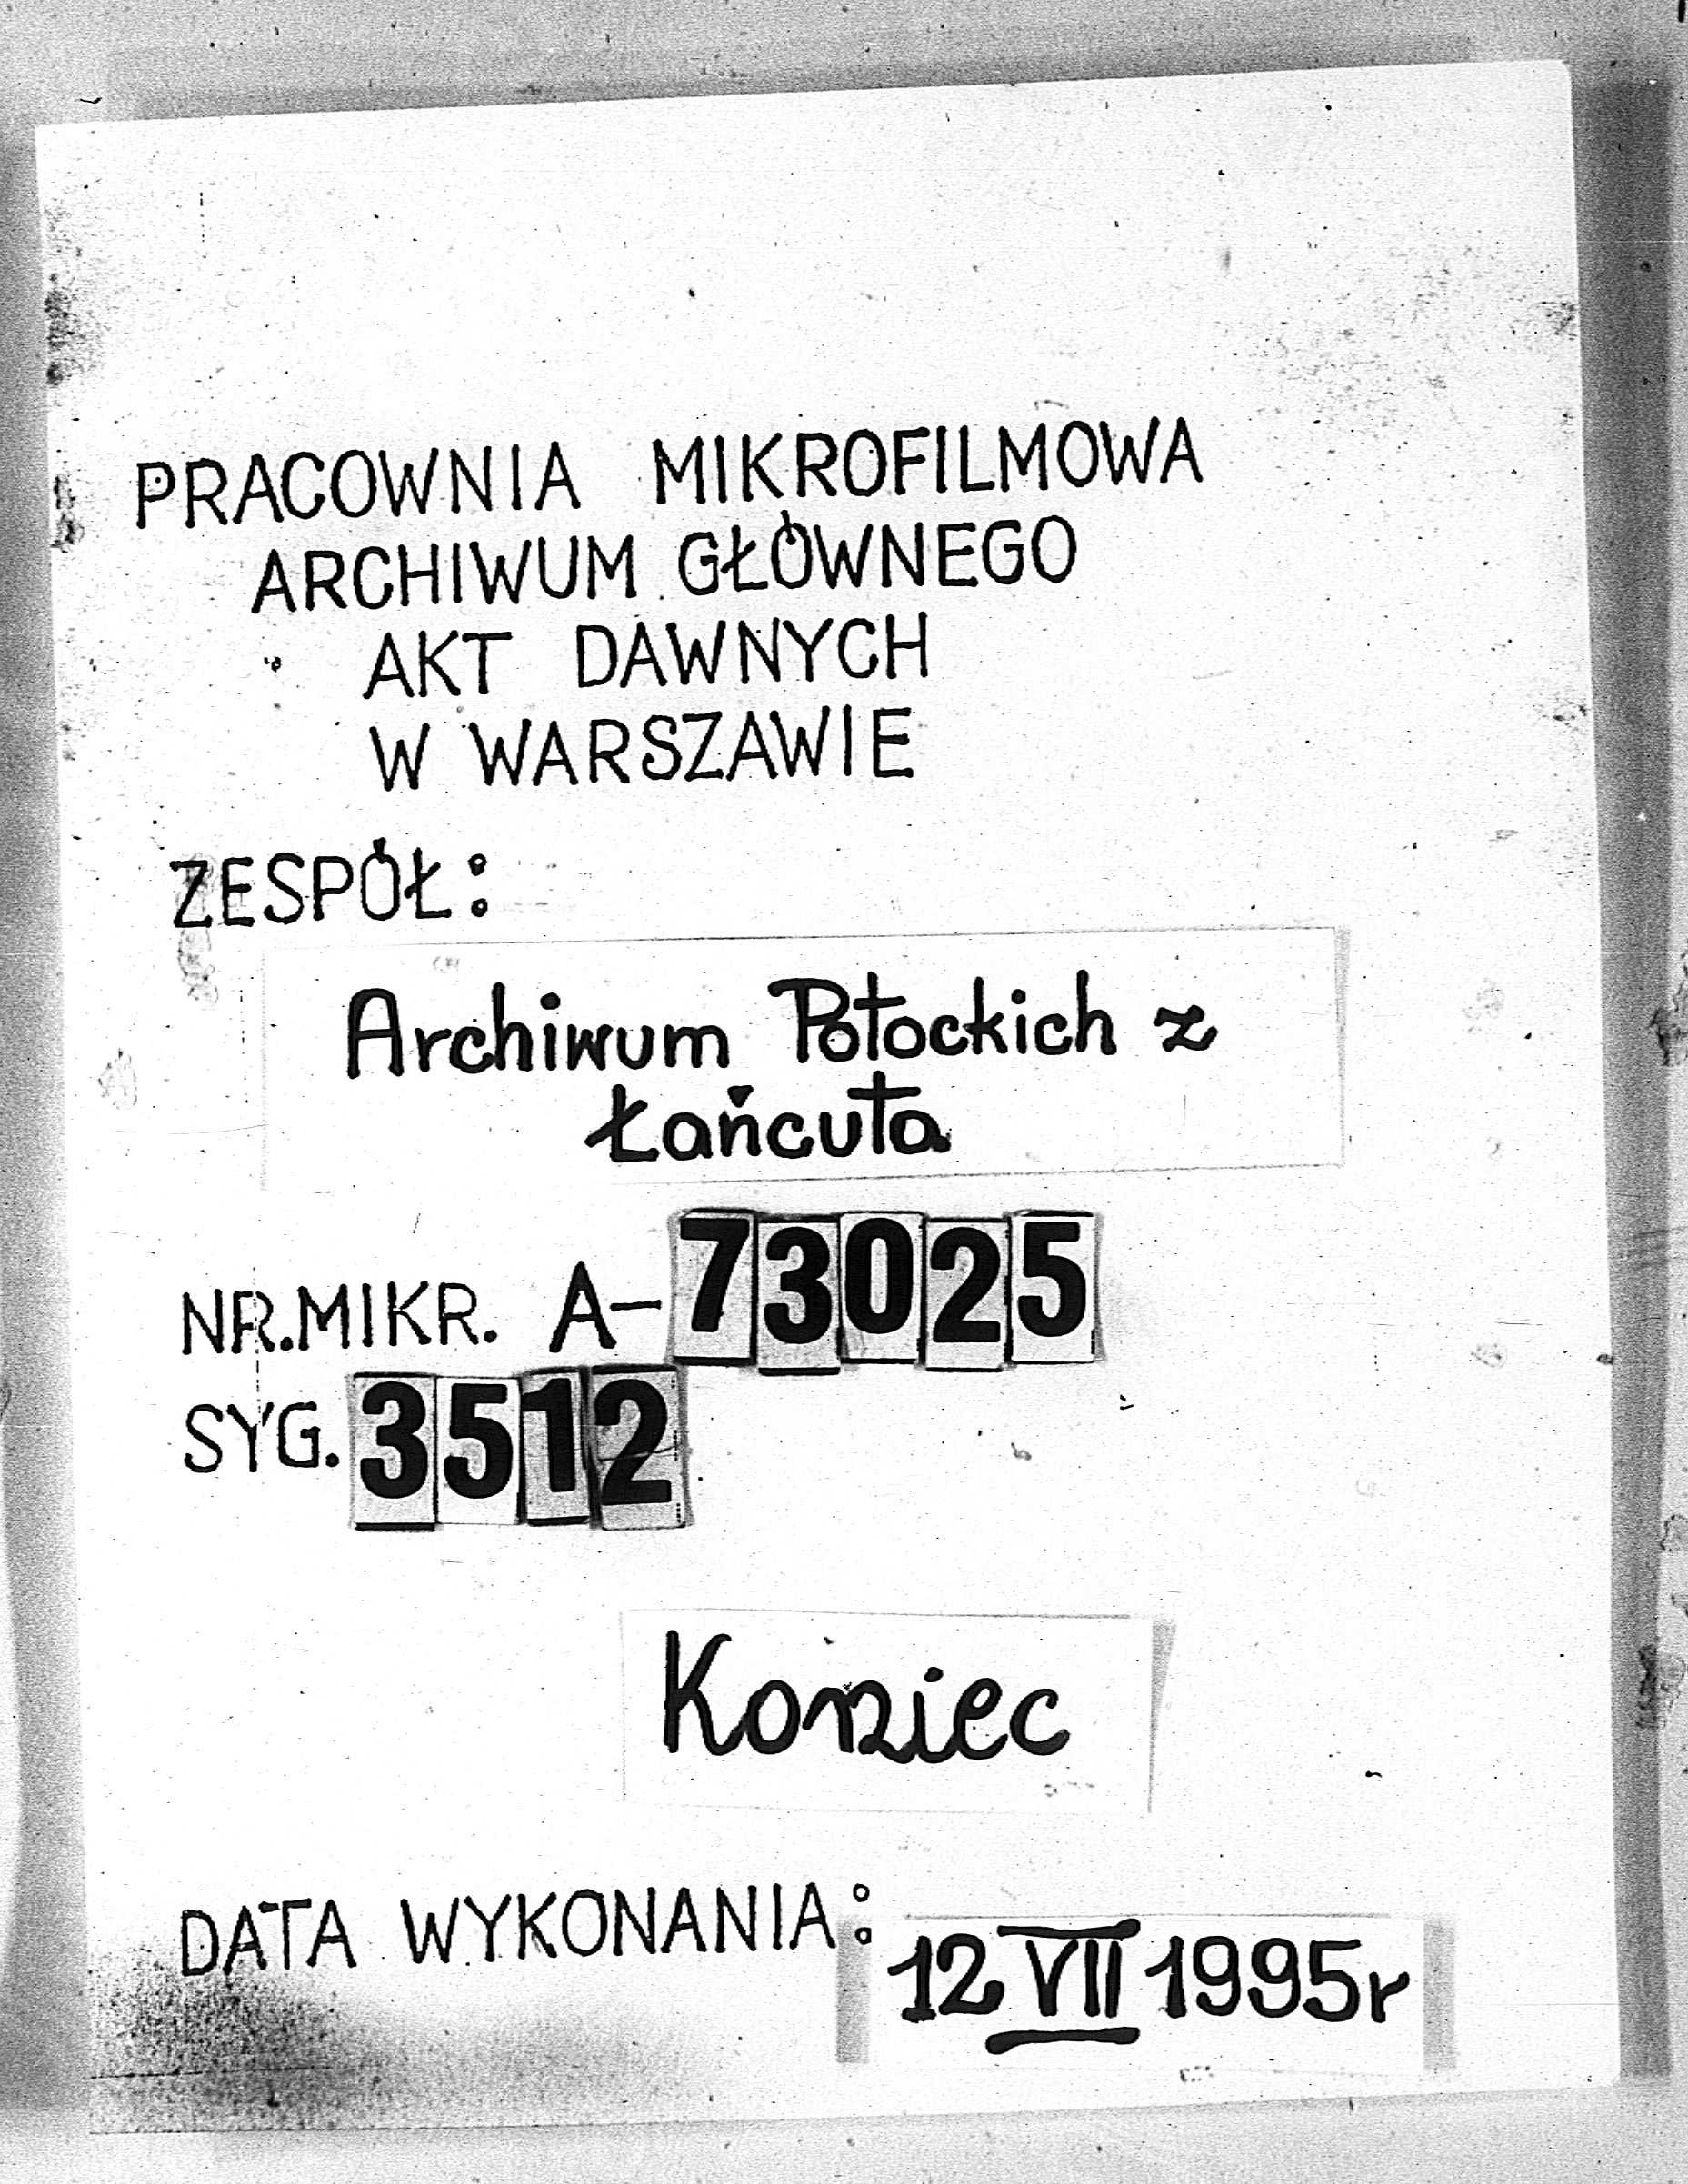 PRACOWNIA MIKROFILMOWA
ARCHIWUM GŁÓWNEGO
AKT DAWNYCH
W WARSZAWIE
ZESPÓŁ:
Archiwum Potockich z
Łańcuta
NR.MIKR. A-73025
SYG. 3512
Koniec
DATA WYKONANIA: 12 VII 1995r